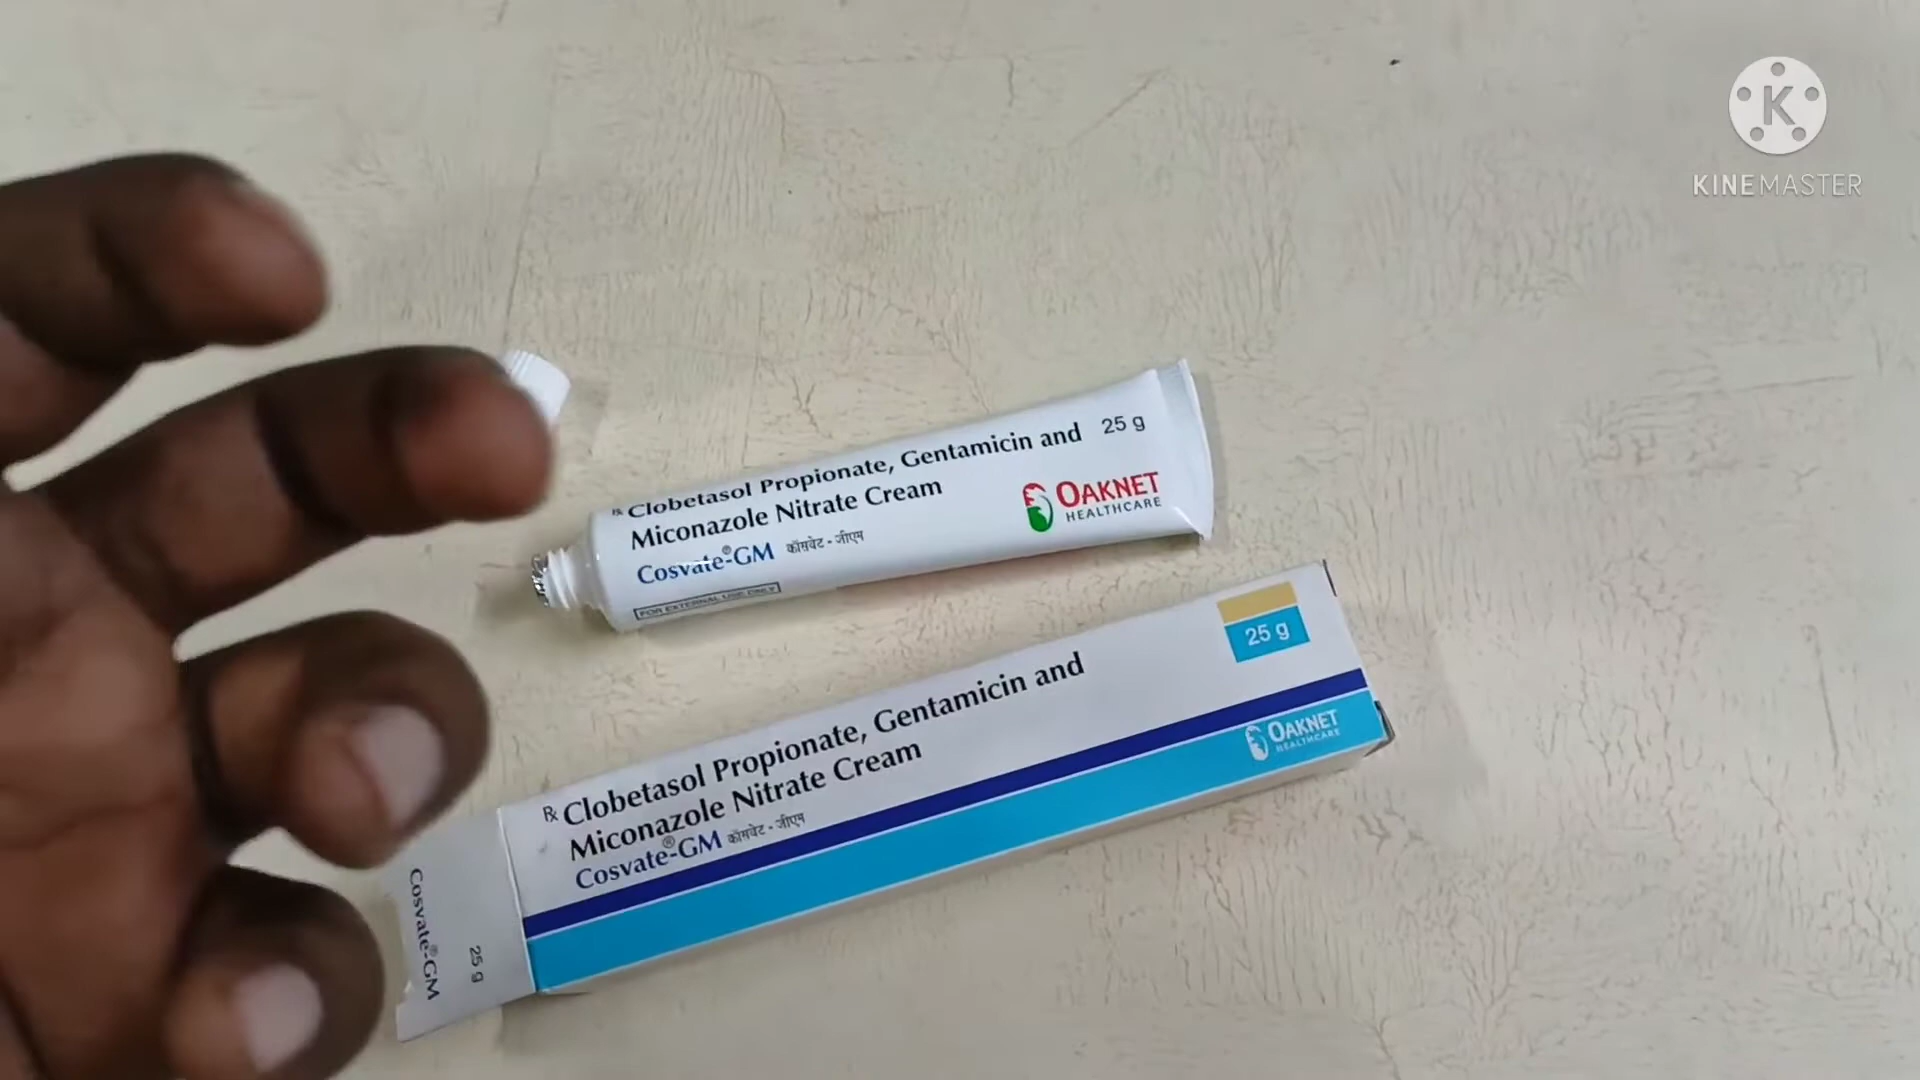 K
KINEMASTER
℞ Clobetasol Propionate, Gentamicin and
Miconazole Nitrate Cream
Cosvate®-GM कॉसवेट - जीएम
FOR EXTERNAL USE ONLY
25 g
OAKNET
HEALTHCARE
25 g
℞ Clobetasol Propionate, Gentamicin and
Miconazole Nitrate Cream
Cosvate®-GM कॉसवेट - जीएम
OAKNET
HEALTHCARE
Cosvate®-GM
25 g